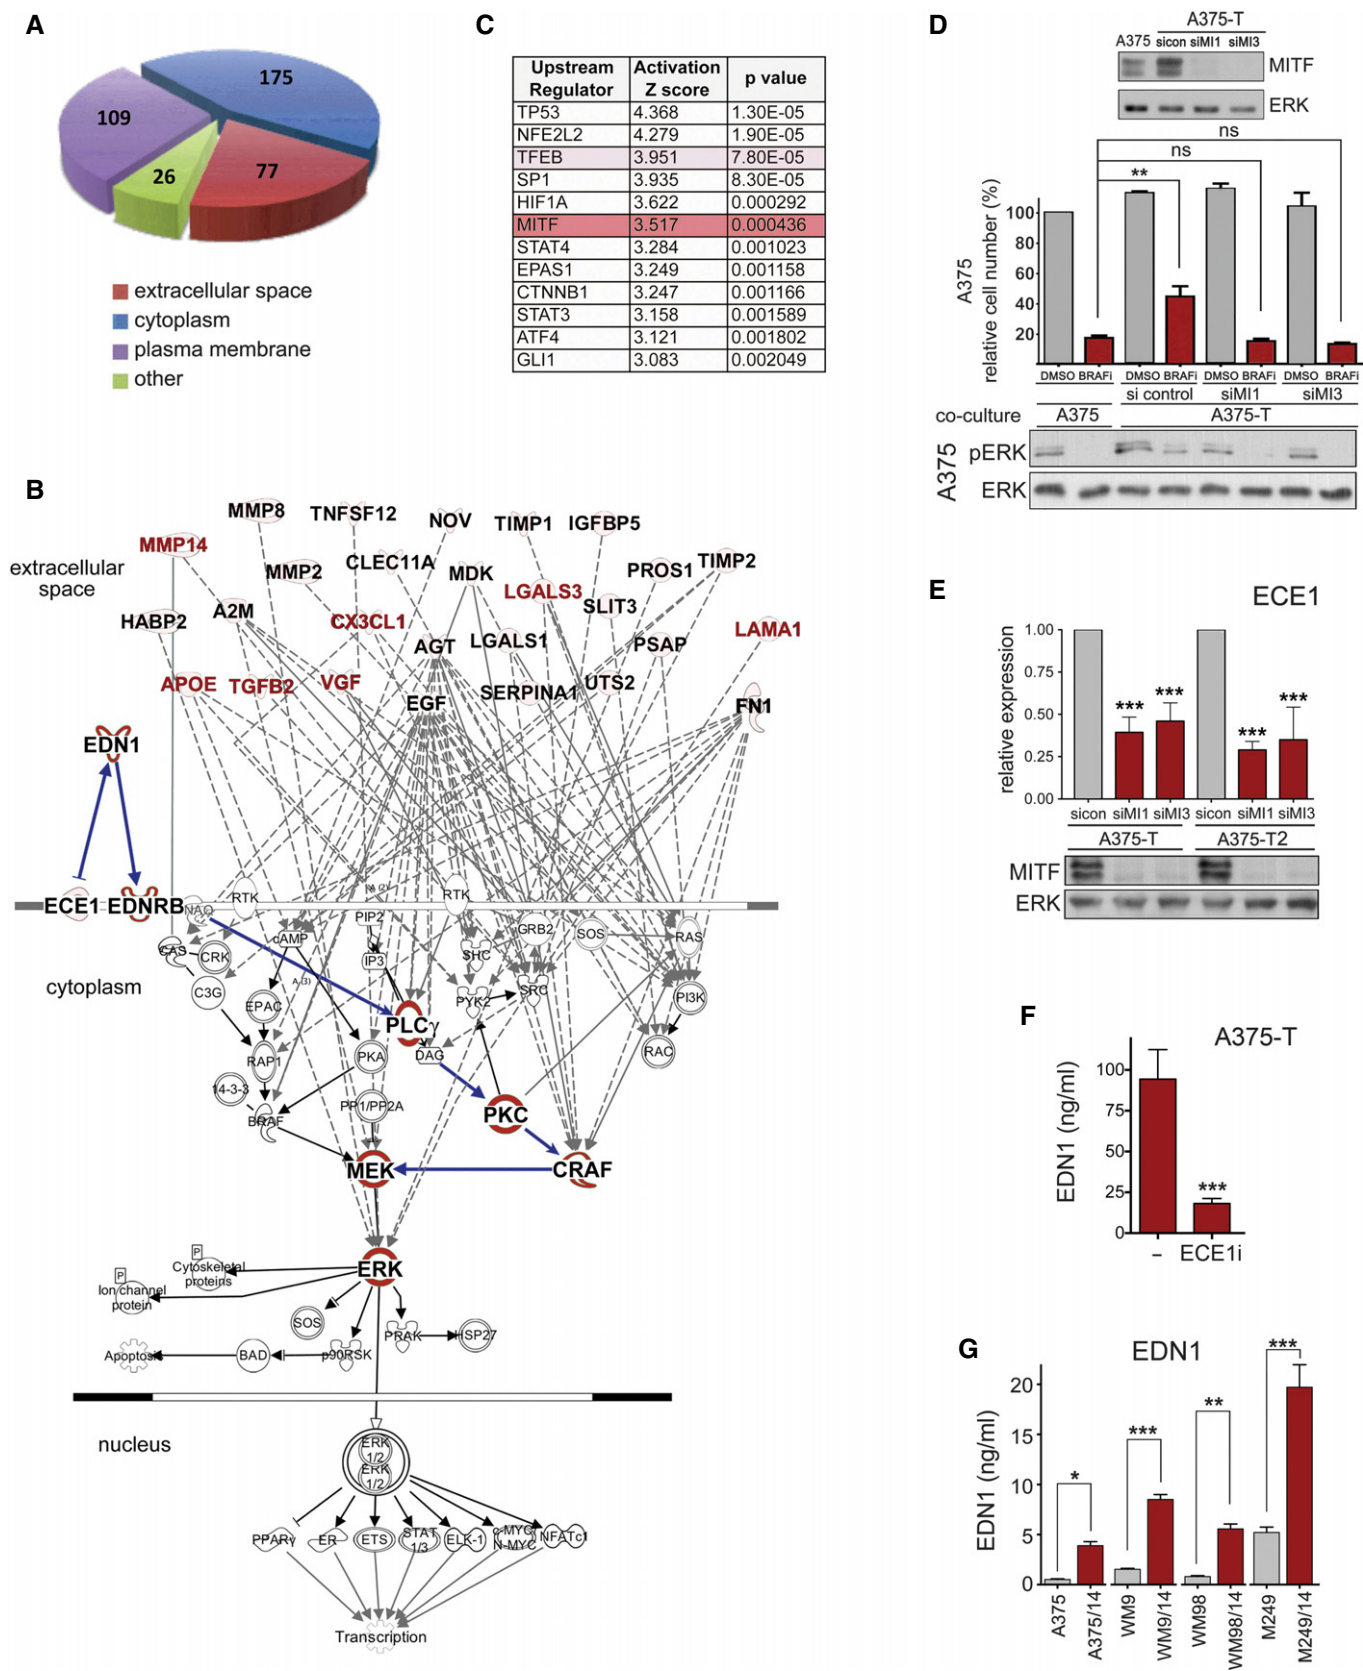 A
175
109
26
77
extracellular space
cytoplasm
plasma membrane
other
C
Upstream Regulator Activation Z score p value
TP53 4.368 1.30E-05
NFE2L2 4.279 1.90E-05
TFEB 3.951 7.80E-05
SP1 3.935 8.30E-05
HIF1A 3.622 0.000292
MITF 3.517 0.000436
STAT4 3.284 0.001023
EPAS1 3.249 0.001158
CTNNB1 3.247 0.001166
STAT3 3.158 0.001589
ATF4 3.121 0.001802
GLI1 3.083 0.002049
D
A375-T
A375 sicon siMI1 siMI3
MITF
ERK
ns
ns
**
A375
relative cell number (%)
100
80
60
40
20
DMSO BRAFi DMSO BRAFi DMSO BRAFi DMSO BRAFi
si control siMI1 siMI3
co-culture A375 A375-T
A375
pERK
ERK
B
extracellular
space
MMP8 TNFSF12 NOV TIMP1 IGFBP5
MMP14 MMP2 CLEC11A MDK LGALS3 PROS1 TIMP2
HABP2 A2M CX3CL1 AGT LGALS1 SLIT3 PSAP LAMA1
APOE TGFB2 VGF EGF SERPINA1 UTS2 FN1
EDN1
ECE1 EDNRB RTK RTK
cytoplasm
CAS CRK cAMP PIP2 IP3 SHC GRB2 SOS RAS
C3G EPAC PLCγ PYK2 SRC PI3K
RAP1 PKA DAG RAC
14-3-3 BRAF PP1/PP2A PKC
MEK CRAF
ERK
P
Cytoskeletal
proteins
P
Ion channel
protein
SOS PRAK HSP27
Apoptosis BAD p90RSK
nucleus
ERK
1/2
ERK
1/2
PPARγ ER ETS STAT 1/3 ELK-1 c-MYC N-MYC NFATc1
Transcription
E
ECE1
relative expression
1.00
0.75
0.50
0.25
0.00
*** *** *** ***
sicon siMI1 siMI3 sicon siMI1 siMI3
A375-T A375-T2
MITF
ERK
F
A375-T
EDN1 (ng/ml)
100
75
50
25
0
***
– ECE1i
G
EDN1
EDN1 (ng/ml)
20
15
10
5
0
* *** ** ***
A375 A375/14 WM9 WM9/14 WM98 WM98/14 M249 M249/14